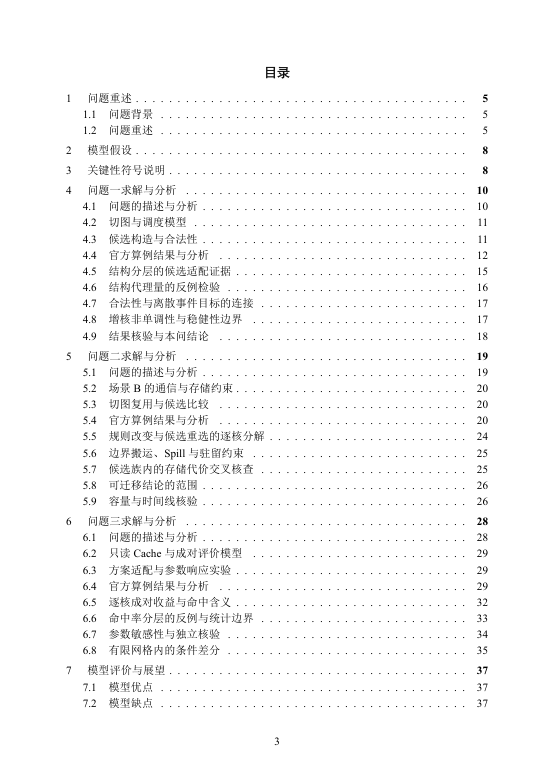 目录
1 问题重述 . . . . . . . . . . . . . . . . . . . . . . . . . . . . . . . . . . . . . . . . 5
1.1 问题背景 . . . . . . . . . . . . . . . . . . . . . . . . . . . . . . . . . . . . . 5
1.2 问题重述 . . . . . . . . . . . . . . . . . . . . . . . . . . . . . . . . . . . . . 5
2 模型假设 . . . . . . . . . . . . . . . . . . . . . . . . . . . . . . . . . . . . . . . . 8
3 关键性符号说明 . . . . . . . . . . . . . . . . . . . . . . . . . . . . . . . . . . . . 8
4 问题一求解与分析 . . . . . . . . . . . . . . . . . . . . . . . . . . . . . . . . . . 10
4.1 问题的描述与分析 . . . . . . . . . . . . . . . . . . . . . . . . . . . . . . . . 10
4.2 切图与调度模型 . . . . . . . . . . . . . . . . . . . . . . . . . . . . . . . . . 11
4.3 候选构造与合法性 . . . . . . . . . . . . . . . . . . . . . . . . . . . . . . . . 11
4.4 官方算例结果与分析 . . . . . . . . . . . . . . . . . . . . . . . . . . . . . . 12
4.5 结构分层的候选适配证据 . . . . . . . . . . . . . . . . . . . . . . . . . . . . 15
4.6 结构代理量的反例检验 . . . . . . . . . . . . . . . . . . . . . . . . . . . . . 16
4.7 合法性与离散事件目标的连接 . . . . . . . . . . . . . . . . . . . . . . . . . 17
4.8 增核非单调性与稳健性边界 . . . . . . . . . . . . . . . . . . . . . . . . . . 17
4.9 结果核验与本问结论 . . . . . . . . . . . . . . . . . . . . . . . . . . . . . . 18
5 问题二求解与分析 . . . . . . . . . . . . . . . . . . . . . . . . . . . . . . . . . . 19
5.1 问题的描述与分析 . . . . . . . . . . . . . . . . . . . . . . . . . . . . . . . . 19
5.2 场景 B 的通信与存储约束 . . . . . . . . . . . . . . . . . . . . . . . . . . . . 20
5.3 切图复用与候选比较 . . . . . . . . . . . . . . . . . . . . . . . . . . . . . . 20
5.4 官方算例结果与分析 . . . . . . . . . . . . . . . . . . . . . . . . . . . . . . 20
5.5 规则改变与候选重选的逐核分解 . . . . . . . . . . . . . . . . . . . . . . . . 24
5.6 边界搬运、Spill 与驻留约束 . . . . . . . . . . . . . . . . . . . . . . . . . . . 25
5.7 候选族内的存储代价交叉核查 . . . . . . . . . . . . . . . . . . . . . . . . . 25
5.8 可迁移结论的范围 . . . . . . . . . . . . . . . . . . . . . . . . . . . . . . . . 26
5.9 容量与时间线核验 . . . . . . . . . . . . . . . . . . . . . . . . . . . . . . . . 26
6 问题三求解与分析 . . . . . . . . . . . . . . . . . . . . . . . . . . . . . . . . . . 28
6.1 问题的描述与分析 . . . . . . . . . . . . . . . . . . . . . . . . . . . . . . . . 28
6.2 只读 Cache 与成对评价模型 . . . . . . . . . . . . . . . . . . . . . . . . . . 29
6.3 方案适配与参数响应实验 . . . . . . . . . . . . . . . . . . . . . . . . . . . . 29
6.4 官方算例结果与分析 . . . . . . . . . . . . . . . . . . . . . . . . . . . . . . 29
6.5 逐核成对收益与命中含义 . . . . . . . . . . . . . . . . . . . . . . . . . . . . 32
6.6 命中率分层的反例与统计边界 . . . . . . . . . . . . . . . . . . . . . . . . . 33
6.7 参数敏感性与独立核验 . . . . . . . . . . . . . . . . . . . . . . . . . . . . . 34
6.8 有限网格内的条件差分 . . . . . . . . . . . . . . . . . . . . . . . . . . . . . 35
7 模型评价与展望 . . . . . . . . . . . . . . . . . . . . . . . . . . . . . . . . . . . . 37
7.1 模型优点 . . . . . . . . . . . . . . . . . . . . . . . . . . . . . . . . . . . . . 37
7.2 模型缺点 . . . . . . . . . . . . . . . . . . . . . . . . . . . . . . . . . . . . . 37
3